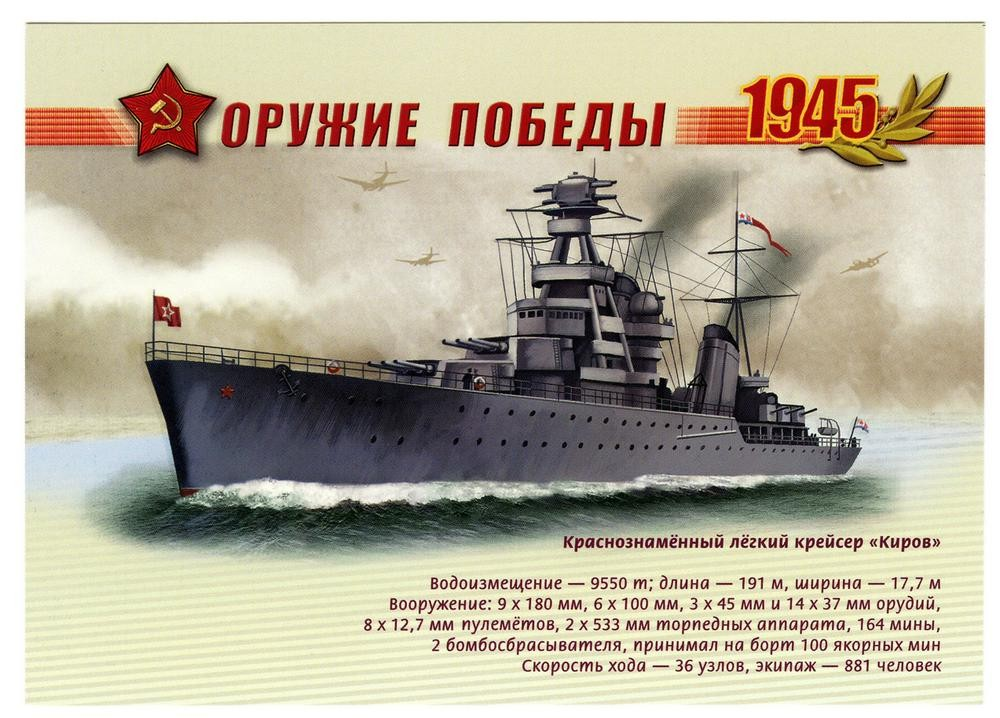 ОРУЖИЕ ПОБЕДЫ
1945
Краснознамённый лёгкий крейсер «Киров»
Водоизмещение — 9550 т; длина — 191 м, ширина — 17,7 м
Вооружение: 9 х 180 мм, 6 х 100 мм, 3 х 45 мм и 14 х 37 мм орудий,
8 х 12,7 мм пулемётов, 2 х 533 мм торпедных аппарата, 164 мины,
2 бомбосбрасывателя, принимал на борт 100 якорных мин
Скорость хода — 36 узлов, экипаж — 881 человек